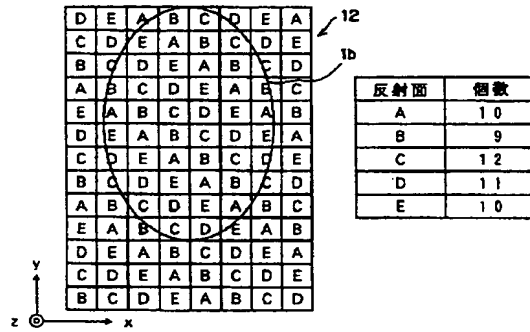 D E A B C D E A
C D E A B C D E
B C D E A B C D
A B C D E A B C
E A B C D E A B
D E A B C D E A
C D E A B C D E
B C D E A B C D
A B C D E A B C
E A B C D E A B
D E A B C D E A
C D E A B C D E
B C D E A B C D
12
1b
反射面 個数
A 10
B 9
C 12
D 11
E 10
y
z x